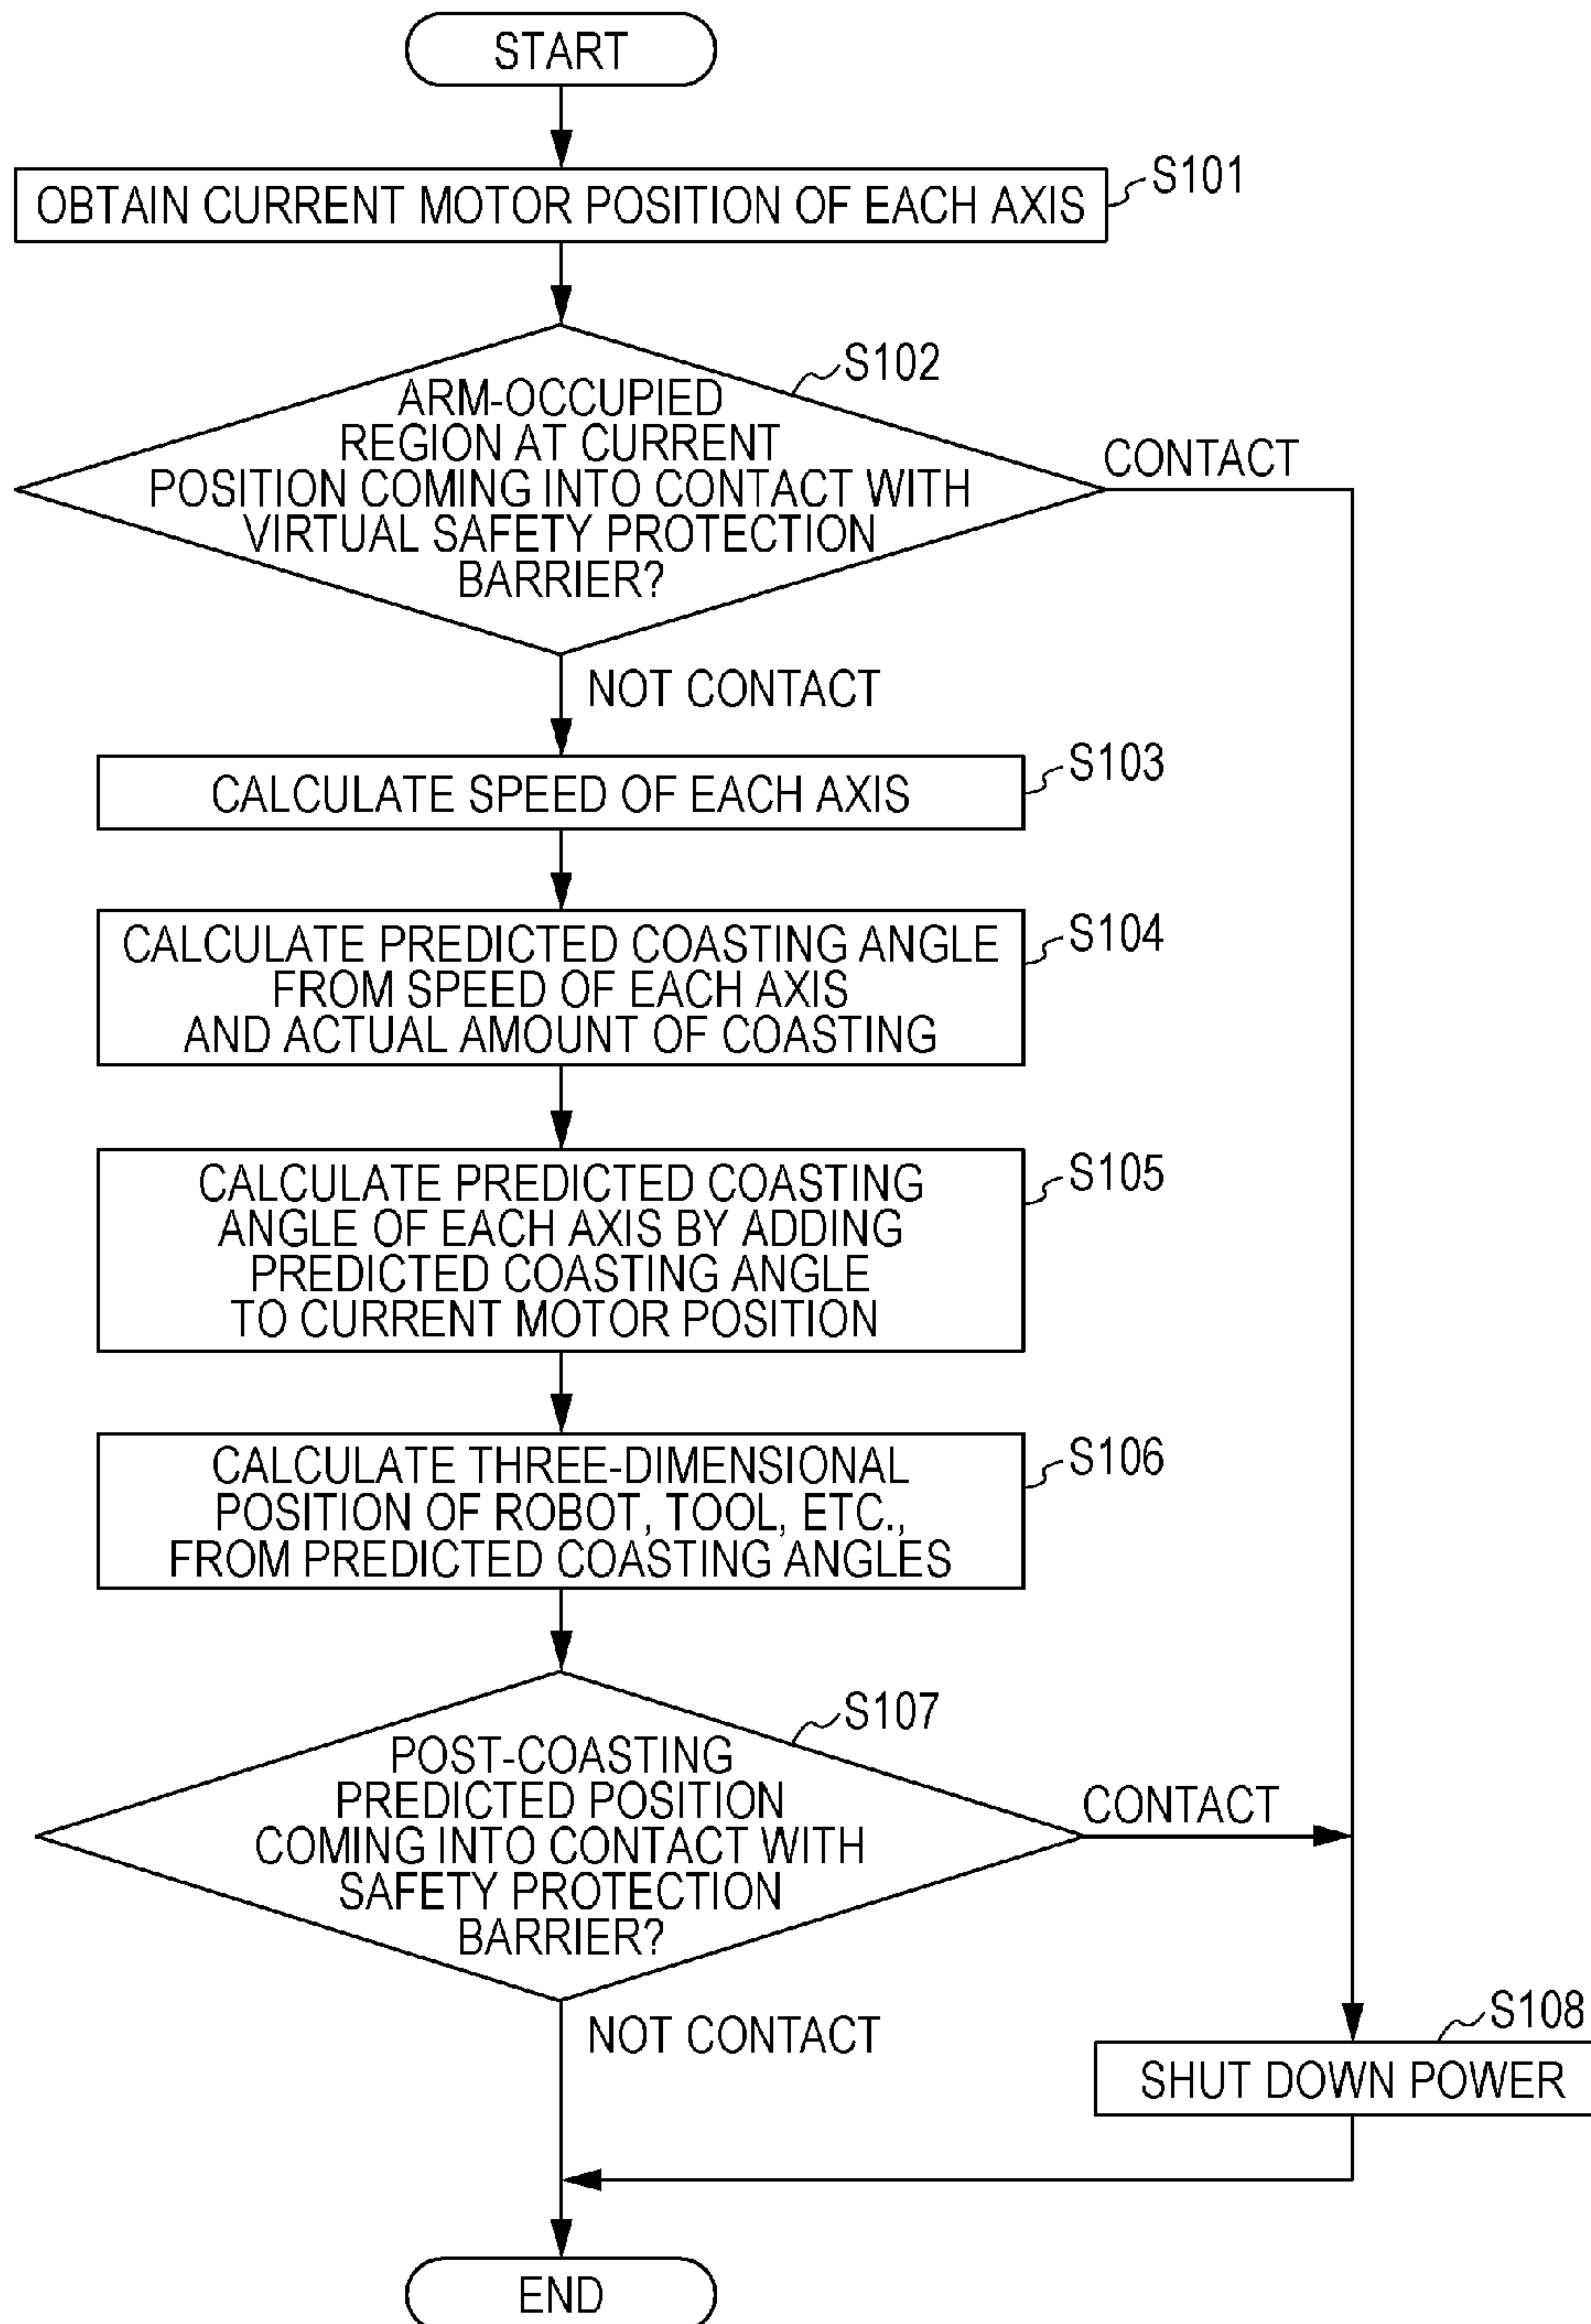 START
OBTAIN CURRENT MOTOR POSITION OF EACH AXIS
S101
S102
ARM-OCCUPIED
REGION AT CURRENT
POSITION COMING INTO CONTACT WITH
VIRTUAL SAFETY PROTECTION
BARRIER?
CONTACT
NOT CONTACT
CALCULATE SPEED OF EACH AXIS
S103
CALCULATE PREDICTED COASTING ANGLE
FROM SPEED OF EACH AXIS
AND ACTUAL AMOUNT OF COASTING
S104
CALCULATE PREDICTED COASTING
ANGLE OF EACH AXIS BY ADDING
PREDICTED COASTING ANGLE
TO CURRENT MOTOR POSITION
S105
CALCULATE THREE-DIMENSIONAL
POSITION OF ROBOT, TOOL, ETC.,
FROM PREDICTED COASTING ANGLES
S106
S107
POST-COASTING
PREDICTED POSITION
COMING INTO CONTACT WITH
SAFETY PROTECTION
BARRIER?
CONTACT
NOT CONTACT
S108
SHUT DOWN POWER
END